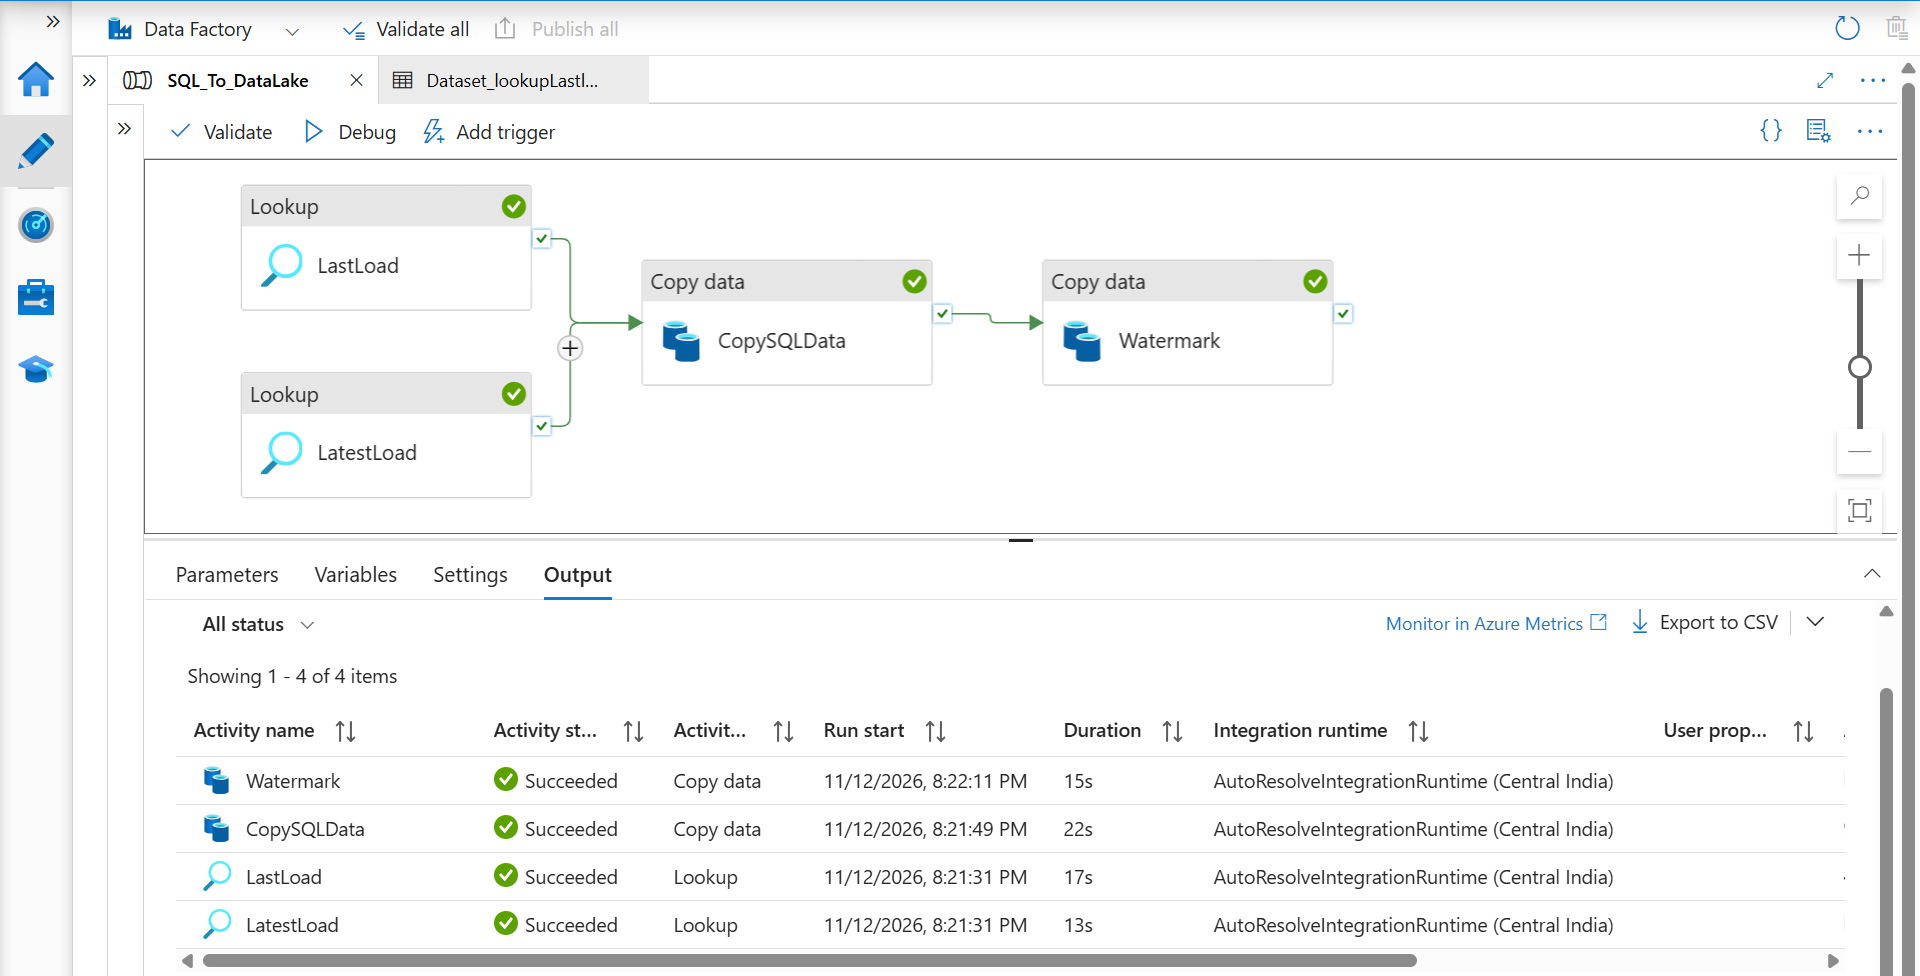 Data Factory Validate all Publish all
SQL_To_DataLake Dataset_lookupLastl...
Validate Debug Add trigger
Lookup
LastLoad
Lookup
LatestLoad
Copy data
CopySQLData
Copy data
Watermark
Parameters Variables Settings Output
All status Monitor in Azure Metrics Export to CSV
Showing 1 - 4 of 4 items
Activity name Activity st... Activit... Run start Duration Integration runtime User prop...
Watermark Succeeded Copy data 11/12/2026, 8:22:11 PM 15s AutoResolveIntegrationRuntime (Central India)
CopySQLData Succeeded Copy data 11/12/2026, 8:21:49 PM 22s AutoResolveIntegrationRuntime (Central India)
LastLoad Succeeded Lookup 11/12/2026, 8:21:31 PM 17s AutoResolveIntegrationRuntime (Central India)
LatestLoad Succeeded Lookup 11/12/2026, 8:21:31 PM 13s AutoResolveIntegrationRuntime (Central India)